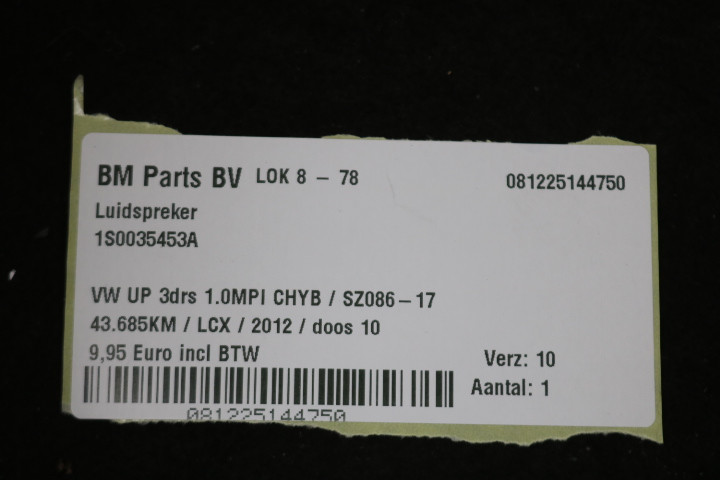 BM Parts BV LOK 8 - 78 081225144750
Luidspreker
1S0035453A
VW UP 3drs 1.0MPI CHYB / SZ086-17
43.685KM / LCX / 2012 / doos 10
9,95 Euro incl BTW
Verz: 10
Aantal: 1
081225144750